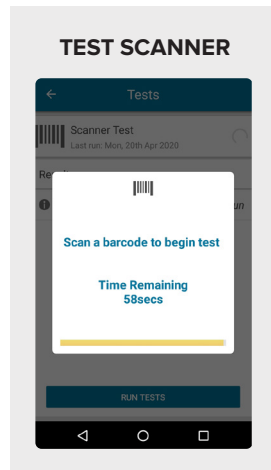 TEST SCANNER
Tests
Scanner Test
Last run: Mon, 20th Apr 2020
Scan a barcode to begin test
Time Remaining
58secs
RUN TESTS